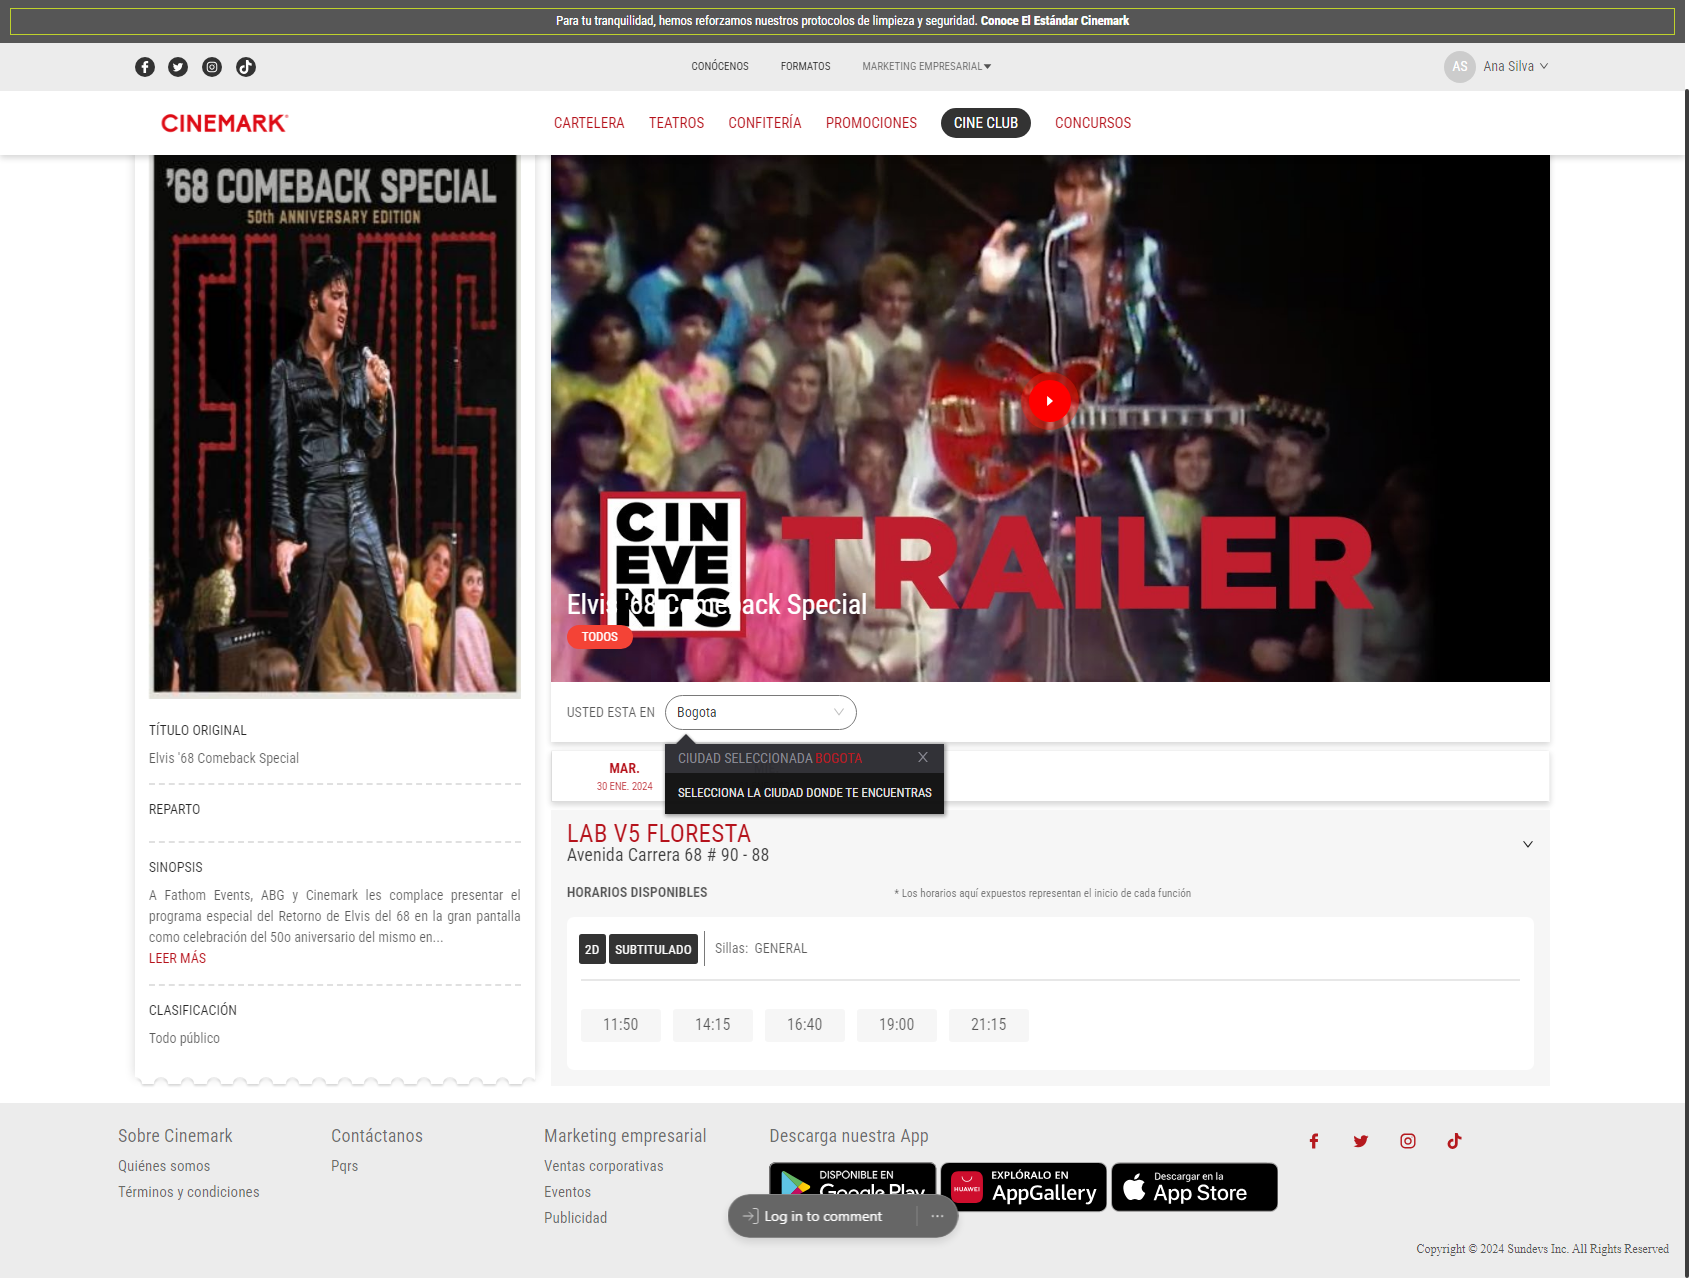 Para tu tranquilidad, hemos reforzamos nuestros protocolos de limpieza y seguridad. Conoce El Estándar Cinemark
CONÓCENOS
FORMATOS
MARKETING EMPRESARIAL
AS
Ana Silva
CINEMARK
CARTELERA
TEATROS
CONFITERÍA
PROMOCIONES
CINE CLUB
CONCURSOS
'68 COMEBACK SPECIAL
50th ANNIVERSARY EDITION
ELVIS
CIN
EVE
NTS
TRAILER
Elvis '68 Comeback Special
TODOS
USTED ESTA EN
Bogota
CIUDAD SELECCIONADA BOGOTA
X
SELECCIONA LA CIUDAD DONDE TE ENCUENTRAS
MAR.
30 ENE. 2024
TÍTULO ORIGINAL
Elvis '68 Comeback Special
REPARTO
SINOPSIS
A Fathom Events, ABG y Cinemark les complace presentar el
programa especial del Retorno de Elvis del 68 en la gran pantalla
como celebración del 50o aniversario del mismo en...
LEER MÁS
CLASIFICACIÓN
Todo público
LAB V5 FLORESTA
Avenida Carrera 68 # 90 - 88
HORARIOS DISPONIBLES
* Los horarios aquí expuestos representan el inicio de cada función
2D
SUBTITULADO
Sillas: GENERAL
11:50
14:15
16:40
19:00
21:15
Sobre Cinemark
Quiénes somos
Términos y condiciones
Contáctanos
Pqrs
Marketing empresarial
Ventas corporativas
Eventos
Publicidad
Descarga nuestra App
DISPONIBLE EN
Google Play
HUAWEI
EXPLÓRALO EN
AppGallery
Descargar en la
App Store
Log in to comment
Copyright © 2024 Sundevs Inc. All Rights Reserved